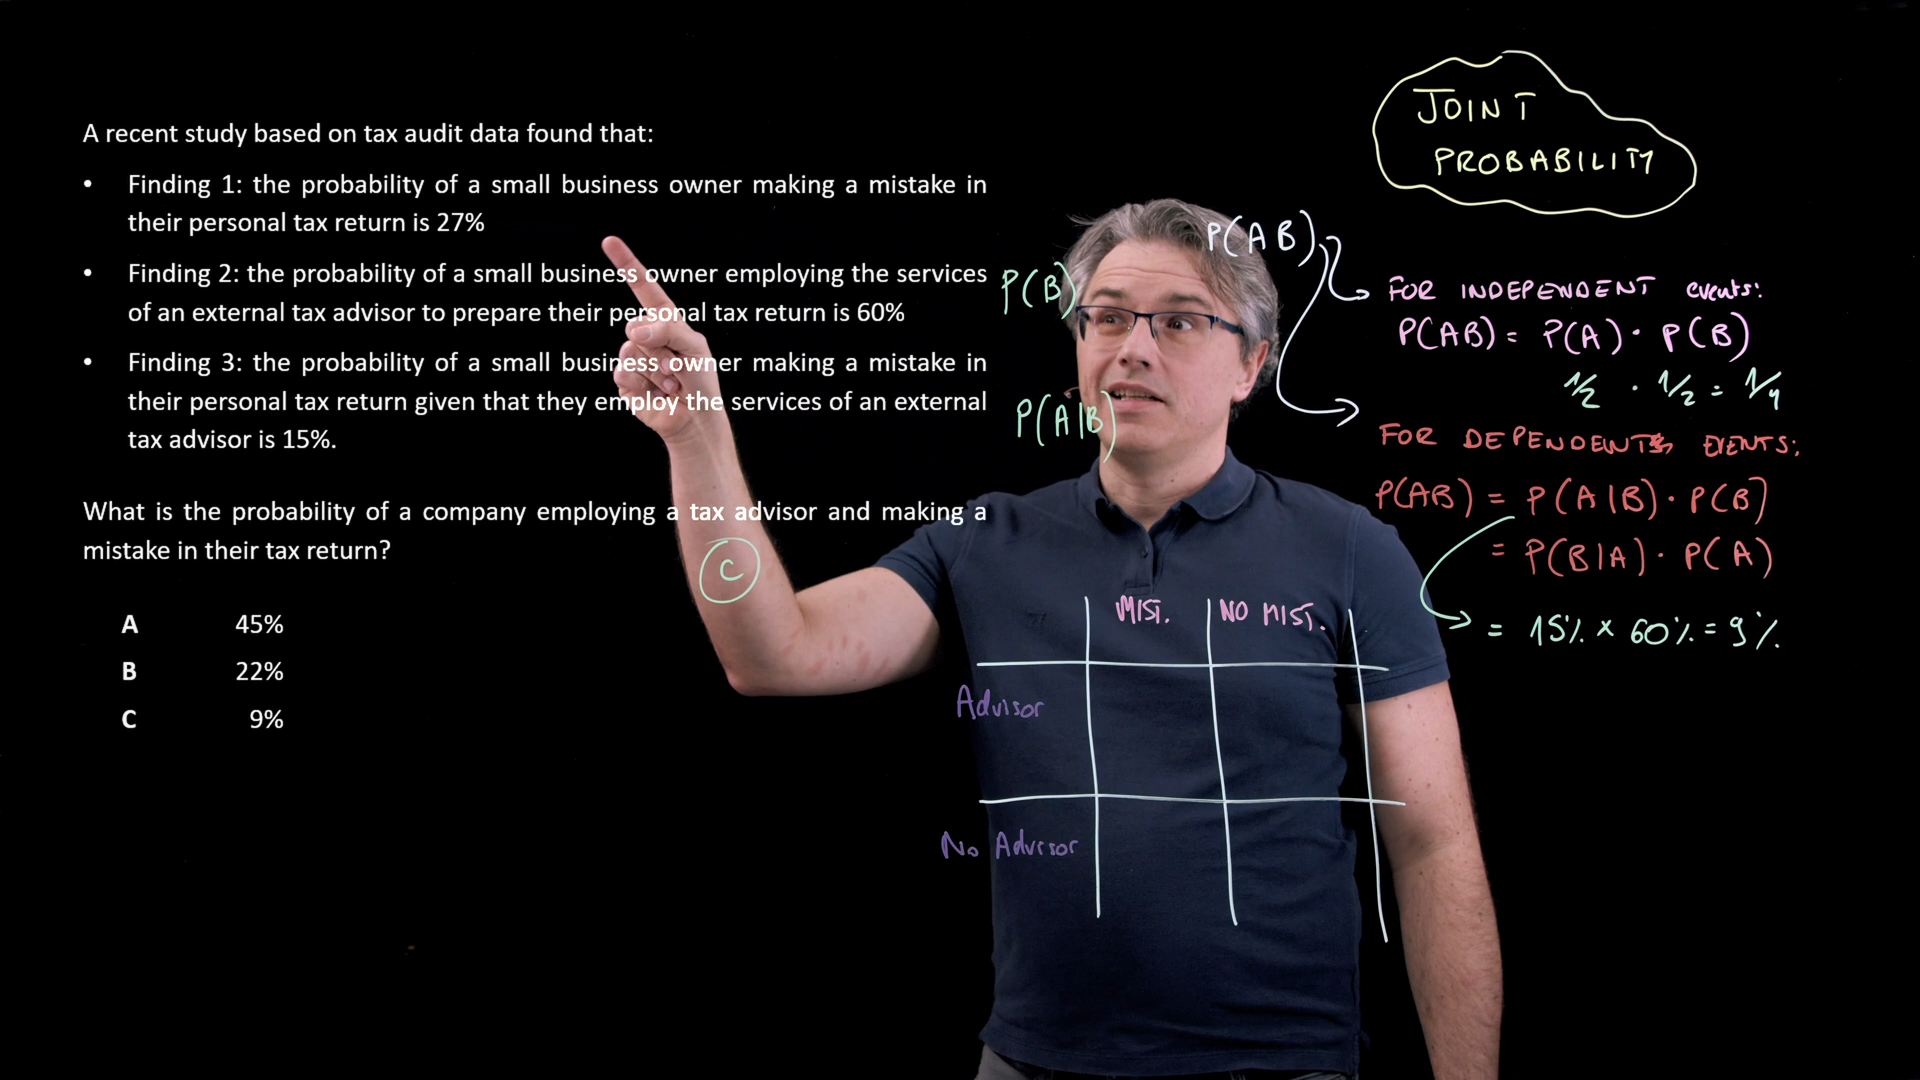 A recent study based on tax audit data found that:
• Finding 1: the probability of a small business owner making a mistake in
their personal tax return is 27%
• Finding 2: the probability of a small business owner employing the services
of an external tax advisor to prepare their personal tax return is 60%
• Finding 3: the probability of a small business owner making a mistake in
their personal tax return given that they employ the services of an external
tax advisor is 15%.
What is the probability of a company employing a tax advisor and making a
mistake in their tax return?
C
A 45%
B 22%
C 9%
P(B)
P(A|B)
JOINT
PROBABILITY
P(AB)
FOR INDEPENDENT events:
P(AB) = P(A) · P(B)
1/2 · 1/2 = 1/4
FOR DEPENDENT EVENTS:
P(AB) = P(A|B) · P(B)
= P(B|A) · P(A)
= 15% x 60% = 9%
MIST. NO MIST.
Advisor
No Advisor